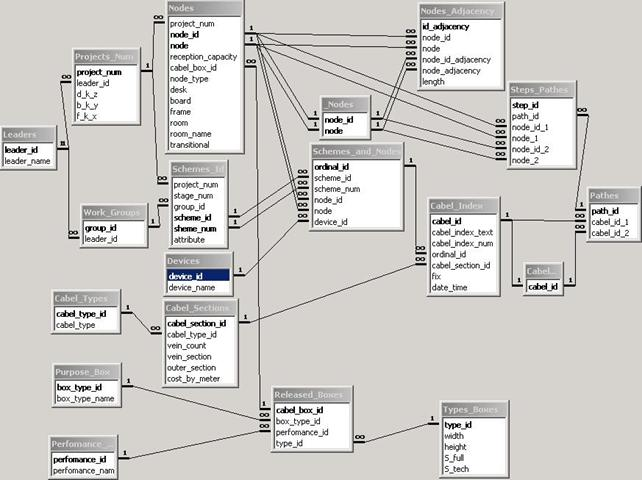 Nodes
project_num
node_id
node
reception_capacity
cabel_box_id
node_type
desk
board
frame
room
room_name
transitional
Nodes_Adjacency
id_adjacency
node_id
node
node_id_adjacency
node_adjacency
length
Projects_Num
project_num
leader_id
d_k_z
b_k_y
f_k_x
Steps_Pathes
step_id
path_id
node_id_1
node_1
node_id_2
node_2
_Nodes
node_id
node
Leaders
leader_id
leader_name
Schemes_Id
project_num
stage_num
group_id
scheme_id
sheme_num
attribute
Schemes_and_Nodes
ordinal_id
scheme_id
scheme_num
node_id
node
device_id
Work_Groups
group_id
leader_id
Cabel_Index
cabel_id
cabel_index_text
cabel_index_num
ordinal_id
cabel_section_id
fix
date_time
Pathes
path_id
cabel_id_1
cabel_id_2
Devices
device_id
device_name
Cabel...
cabel_id
Cabel_Types
cabel_type_id
cabel_type
Cabel_Sections
cabel_section_id
cabel_type_id
vein_count
vein_section
outer_section
cost_by_meter
Purpose_Box
box_type_id
box_type_name
Released_Boxes
cabel_box_id
box_type_id
perfomance_id
type_id
Types_Boxes
type_id
width
height
S_full
S_tech
Perfomance_...
perfomance_id
perfomance_nam